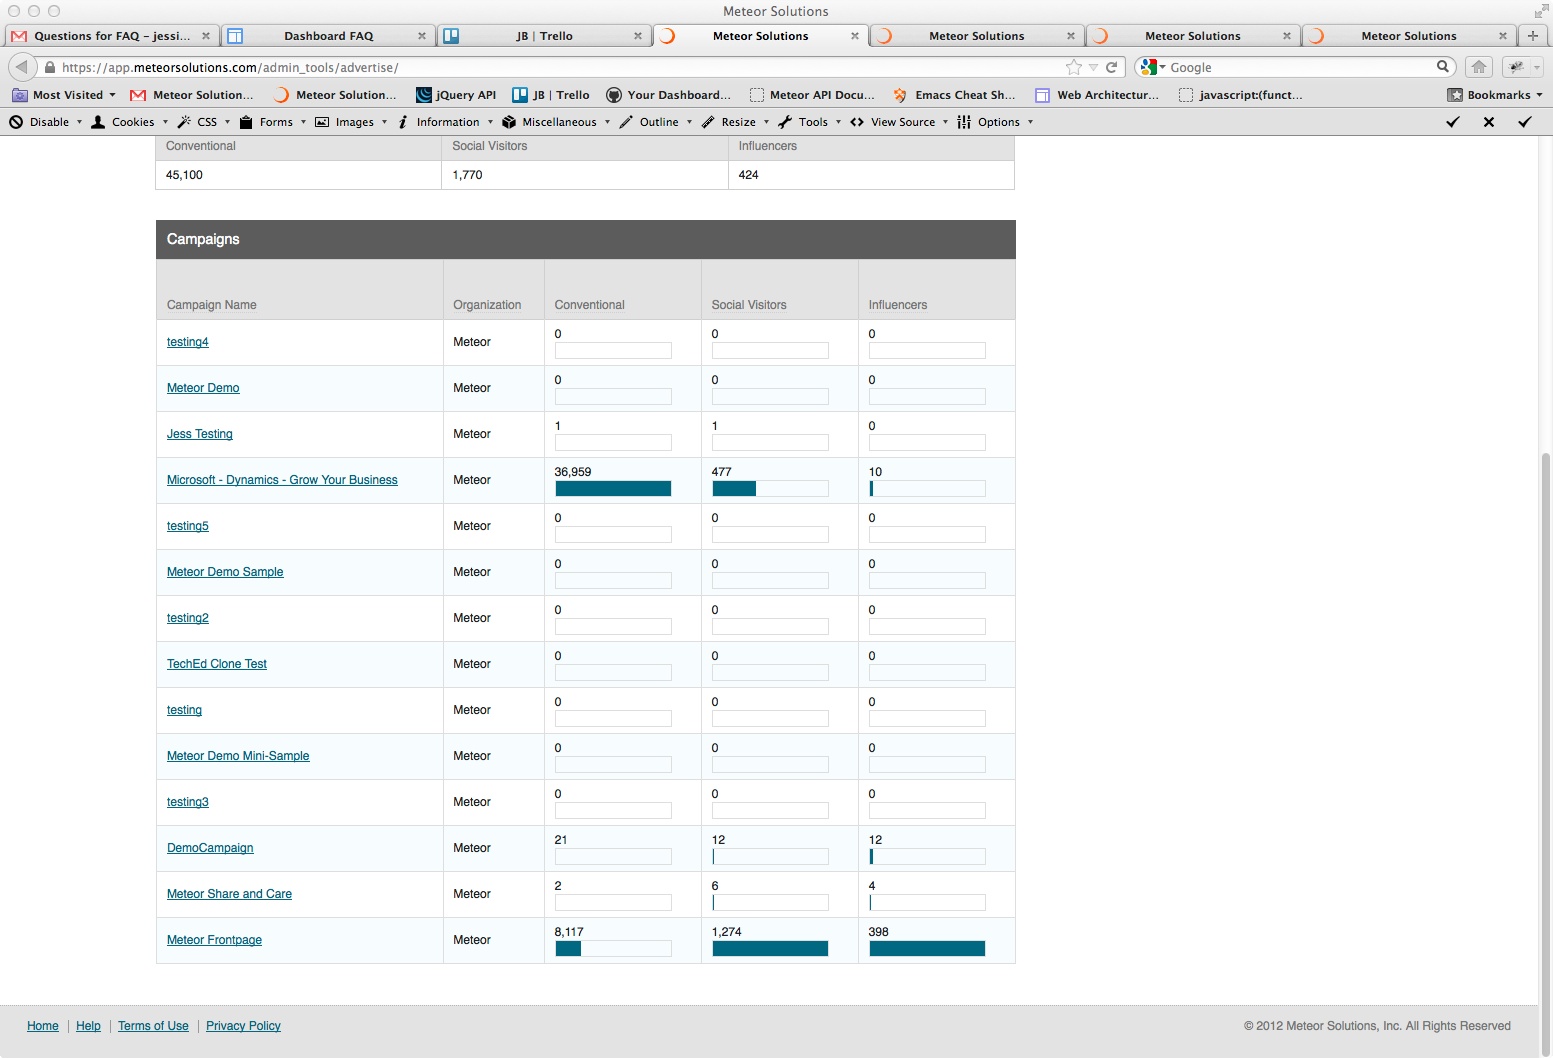 Meteor Solutions
Questions for FAQ – jessi... Dashboard FAQ JB | Trello Meteor Solutions Meteor Solutions Meteor Solutions Meteor Solutions
https://app.meteorsolutions.com/admin_tools/advertise/ Google
Most Visited Meteor Solution... Meteor Solution... jQuery API JB | Trello Your Dashboard... Meteor API Docu... Emacs Cheat Sh... Web Architectur... javascript:(funct... Bookmarks
Disable Cookies CSS Forms Images Information Miscellaneous Outline Resize Tools View Source Options
Conventional Social Visitors Influencers
45,100 1,770 424
Campaigns
Campaign Name Organization Conventional Social Visitors Influencers
testing4 Meteor 0 0 0
Meteor Demo Meteor 0 0 0
Jess Testing Meteor 1 1 0
Microsoft - Dynamics - Grow Your Business Meteor 36,959 477 10
testing5 Meteor 0 0 0
Meteor Demo Sample Meteor 0 0 0
testing2 Meteor 0 0 0
TechEd Clone Test Meteor 0 0 0
testing Meteor 0 0 0
Meteor Demo Mini-Sample Meteor 0 0 0
testing3 Meteor 0 0 0
DemoCampaign Meteor 21 12 12
Meteor Share and Care Meteor 2 6 4
Meteor Frontpage Meteor 8,117 1,274 398
Home | Help | Terms of Use | Privacy Policy © 2012 Meteor Solutions, Inc. All Rights Reserved